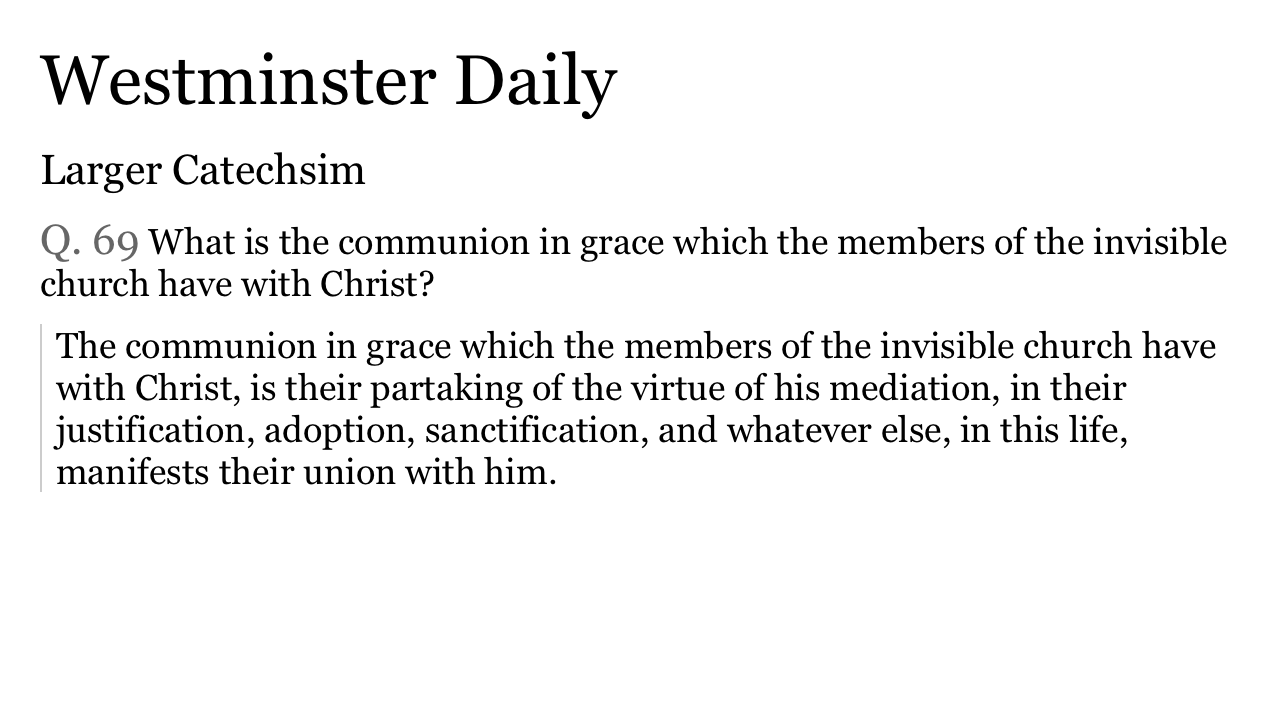 Westminster Daily
Larger Catechsim
Q. 69 What is the communion in grace which the members of the invisible
church have with Christ?
The communion in grace which the members of the invisible church have
with Christ, is their partaking of the virtue of his mediation, in their
justification, adoption, sanctification, and whatever else, in this life,
manifests their union with him.